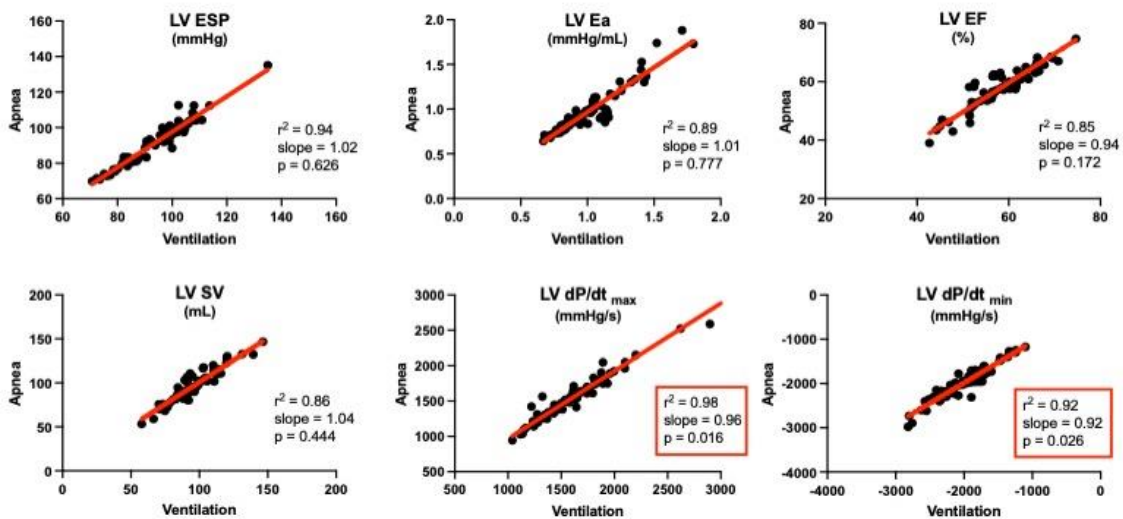 LV ESP
(mmHg)
160
140
120
100
80
60
Apnea
60 80 100 120 140 160
Ventilation
r² = 0.94
slope = 1.02
p = 0.626
LV Ea
(mmHg/mL)
2.0
1.5
1.0
0.5
0.0
Apnea
0.0 0.5 1.0 1.5 2.0
Ventilation
r² = 0.89
slope = 1.01
p = 0.777
LV EF
(%)
80
60
40
20
Apnea
20 40 60 80
Ventilation
r² = 0.85
slope = 0.94
p = 0.172
LV SV
(mL)
200
150
100
50
0
Apnea
0 50 100 150 200
Ventilation
r² = 0.86
slope = 1.04
p = 0.444
LV dP/dt max
(mmHg/s)
3000
2500
2000
1500
1000
500
Apnea
500 1000 1500 2000 2500 3000
Ventilation
r² = 0.98
slope = 0.96
p = 0.016
LV dP/dt min
(mmHg/s)
0
-1000
-2000
-3000
-4000
Apnea
-4000 -3000 -2000 -1000 0
Ventilation
r² = 0.92
slope = 0.92
p = 0.026